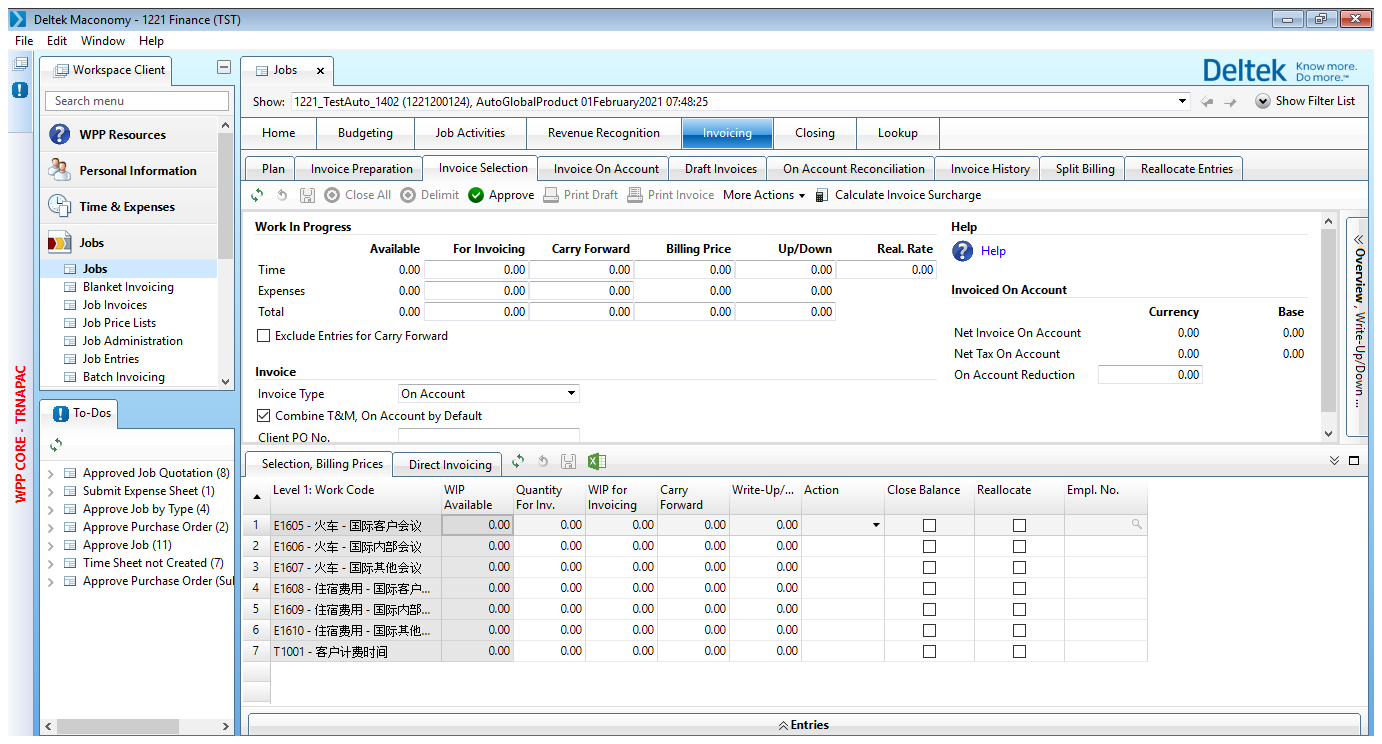 Deltek Maconomy - 1221 Finance (TST)
File Edit Window Help
WPP CORE - TRNAPAC
Workspace Client
Search menu
WPP Resources
Personal Information
Time & Expenses
Jobs
Jobs
Blanket Invoicing
Job Invoices
Job Price Lists
Job Administration
Job Entries
Batch Invoicing
To-Dos
Approved Job Quotation (8)
Submit Expense Sheet (1)
Approve Job by Type (4)
Approve Purchase Order (2)
Approve Job (11)
Time Sheet not Created (7)
Approve Purchase Order (Sul
Jobs x
Deltek Know more. Do more.™
Show: 1221_TestAuto_1402 (1221200124), AutoGlobalProduct 01February2021 07:48:25 Show Filter List
Home Budgeting Job Activities Revenue Recognition Invoicing Closing Lookup
Plan Invoice Preparation Invoice Selection Invoice On Account Draft Invoices On Account Reconciliation Invoice History Split Billing Reallocate Entries
Close All Delimit Approve Print Draft Print Invoice More Actions Calculate Invoice Surcharge
Work In Progress
Available For Invoicing Carry Forward Billing Price Up/Down Real. Rate
Time 0.00 0.00 0.00 0.00 0.00 0.00
Expenses 0.00 0.00 0.00 0.00 0.00
Total 0.00 0.00 0.00 0.00 0.00
Exclude Entries for Carry Forward
Invoice
Invoice Type On Account
Combine T&M, On Account by Default
Client PO No.
Help
Help
Invoiced On Account
Currency Base
Net Invoice On Account 0.00 0.00
Net Tax On Account 0.00 0.00
On Account Reduction 0.00
Overview, Write-Up/Down ...
Selection, Billing Prices Direct Invoicing
Level 1: Work Code WIP Available Quantity For Inv. WIP for Invoicing Carry Forward Write-Up/... Action Close Balance Reallocate Empl. No.
1 E1605 - 火车 - 国际客户会议 0.00 0.00 0.00 0.00 0.00
2 E1606 - 火车 - 国际内部会议 0.00 0.00 0.00 0.00 0.00
3 E1607 - 火车 - 国际其他会议 0.00 0.00 0.00 0.00 0.00
4 E1608 - 住宿费用 - 国际客户... 0.00 0.00 0.00 0.00 0.00
5 E1609 - 住宿费用 - 国际内部... 0.00 0.00 0.00 0.00 0.00
6 E1610 - 住宿费用 - 国际其他... 0.00 0.00 0.00 0.00 0.00
7 T1001 - 客户计费时间 0.00 0.00 0.00 0.00 0.00
Entries